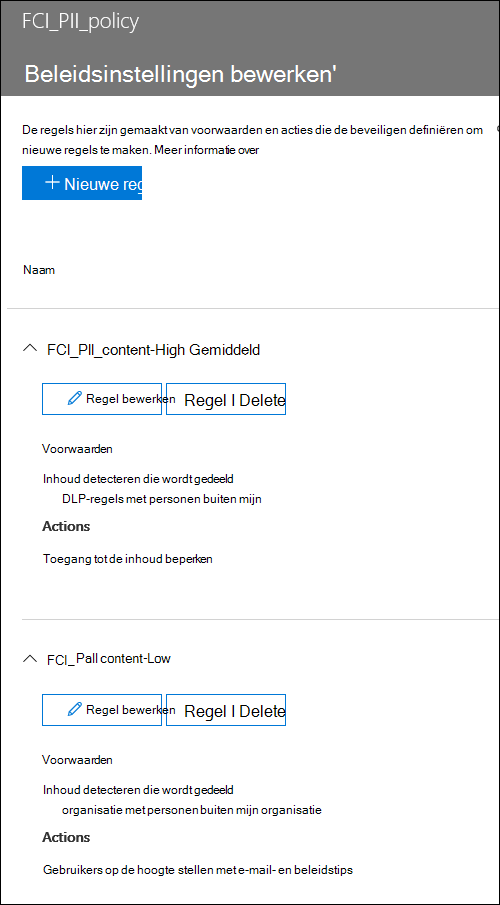 FCI_PII_policy
Beleidsinstellingen bewerken'
De regels hier zijn gemaakt van voorwaarden en acties die de beveiligen definiëren om
nieuwe regels te maken. Meer informatie over
+ Nieuwe reg
Naam
FCI_PII_content-High Gemiddeld
Regel bewerken Regel I Delete
Voorwaarden
Inhoud detecteren die wordt gedeeld
DLP-regels met personen buiten mijn
Actions
Toegang tot de inhoud beperken
FCI_Pall content-Low
Regel bewerken Regel I Delete
Voorwaarden
Inhoud detecteren die wordt gedeeld
organisatie met personen buiten mijn organisatie
Actions
Gebruikers op de hoogte stellen met e-mail- en beleidstips